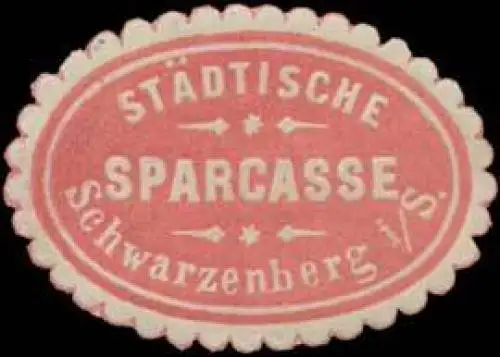 STÄDTISCHE
SPARCASSE
Schwarzenberg i/S.